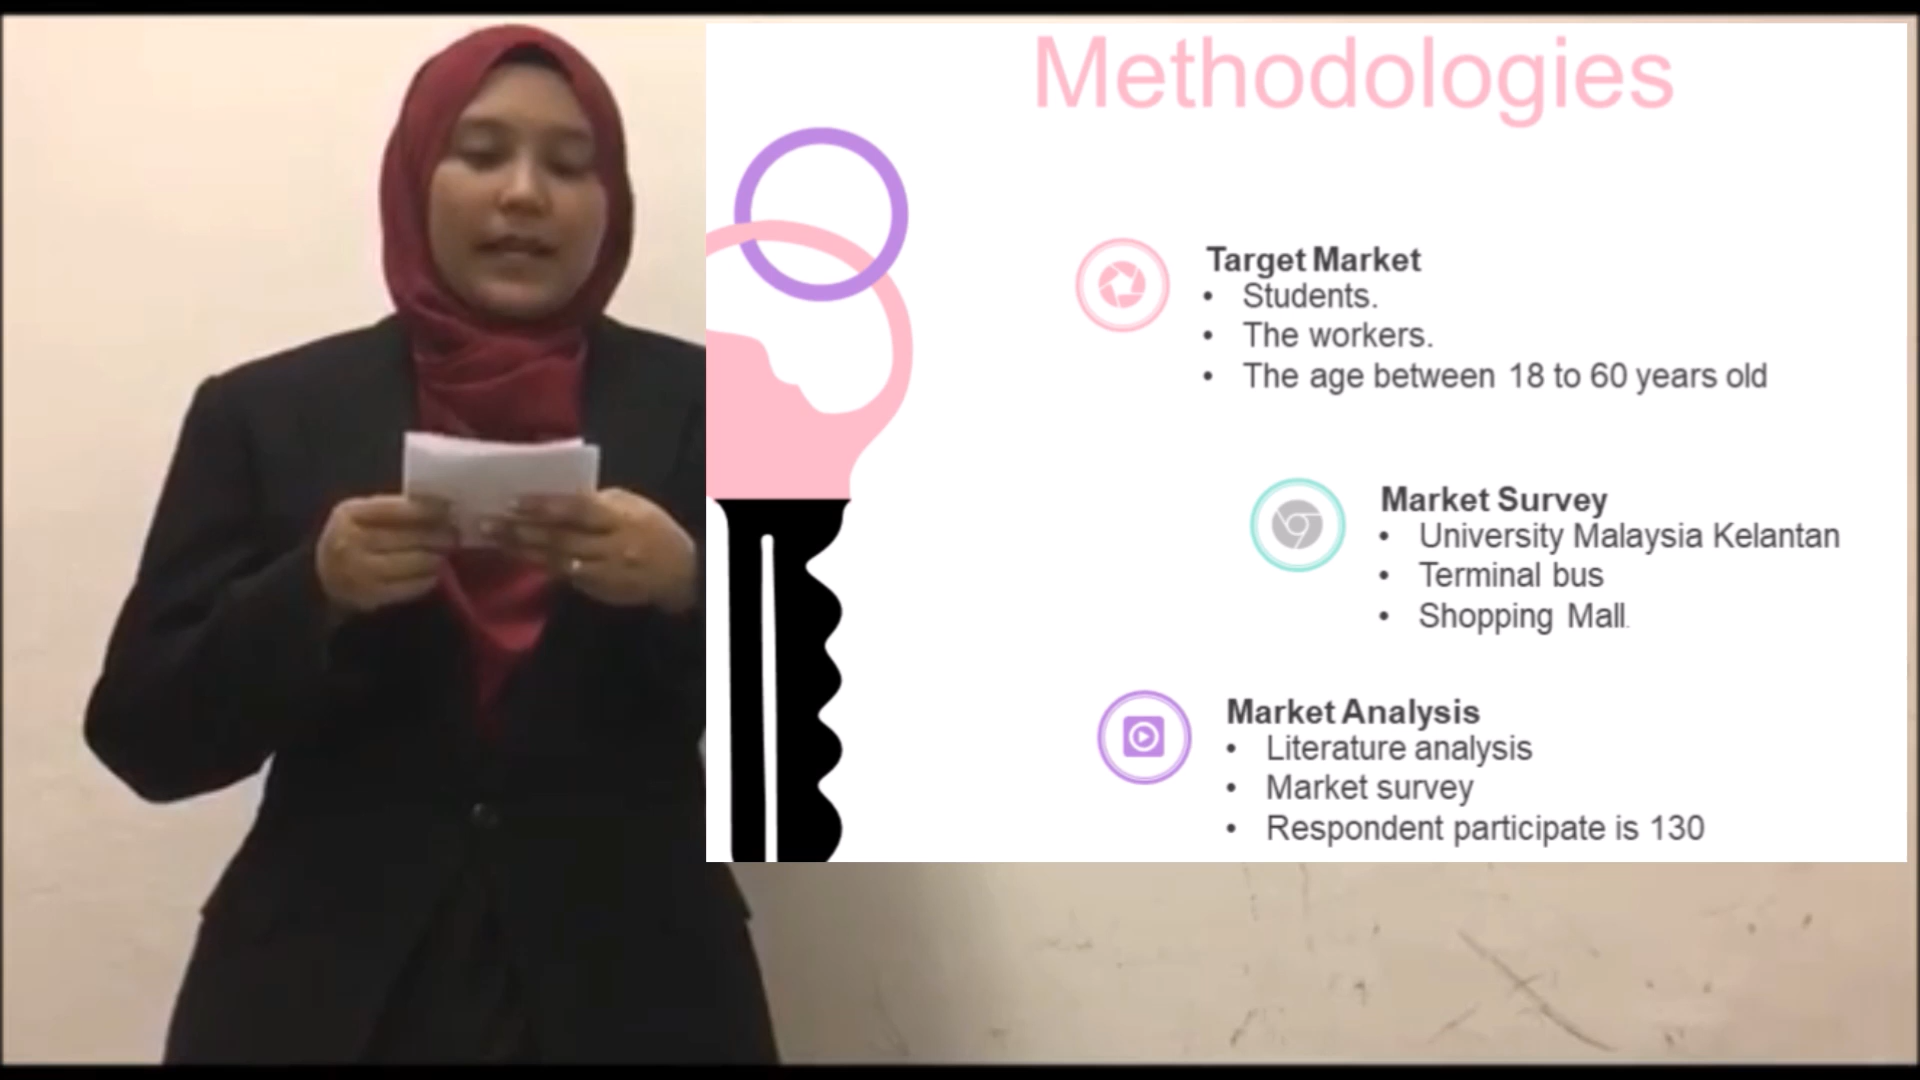 Methodologies
Target Market
• Students.
• The workers.
• The age between 18 to 60 years old
Market Survey
• University Malaysia Kelantan
• Terminal bus
• Shopping Mall.
Market Analysis
• Literature analysis
• Market survey
• Respondent participate is 130